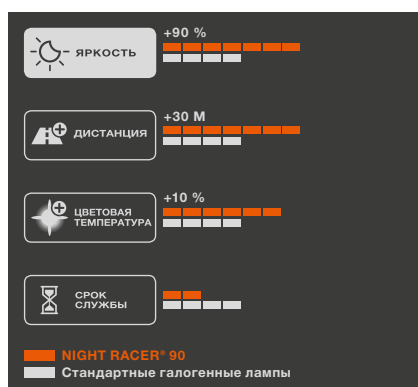 +90 %
ЯРКОСТЬ
+30 М
ДИСТАНЦИЯ
+10 %
ЦВЕТОВАЯ
ТЕМПЕРАТУРА
СРОК
СЛУЖБЫ
NIGHT RACER® 90
Стандартные галогенные лампы